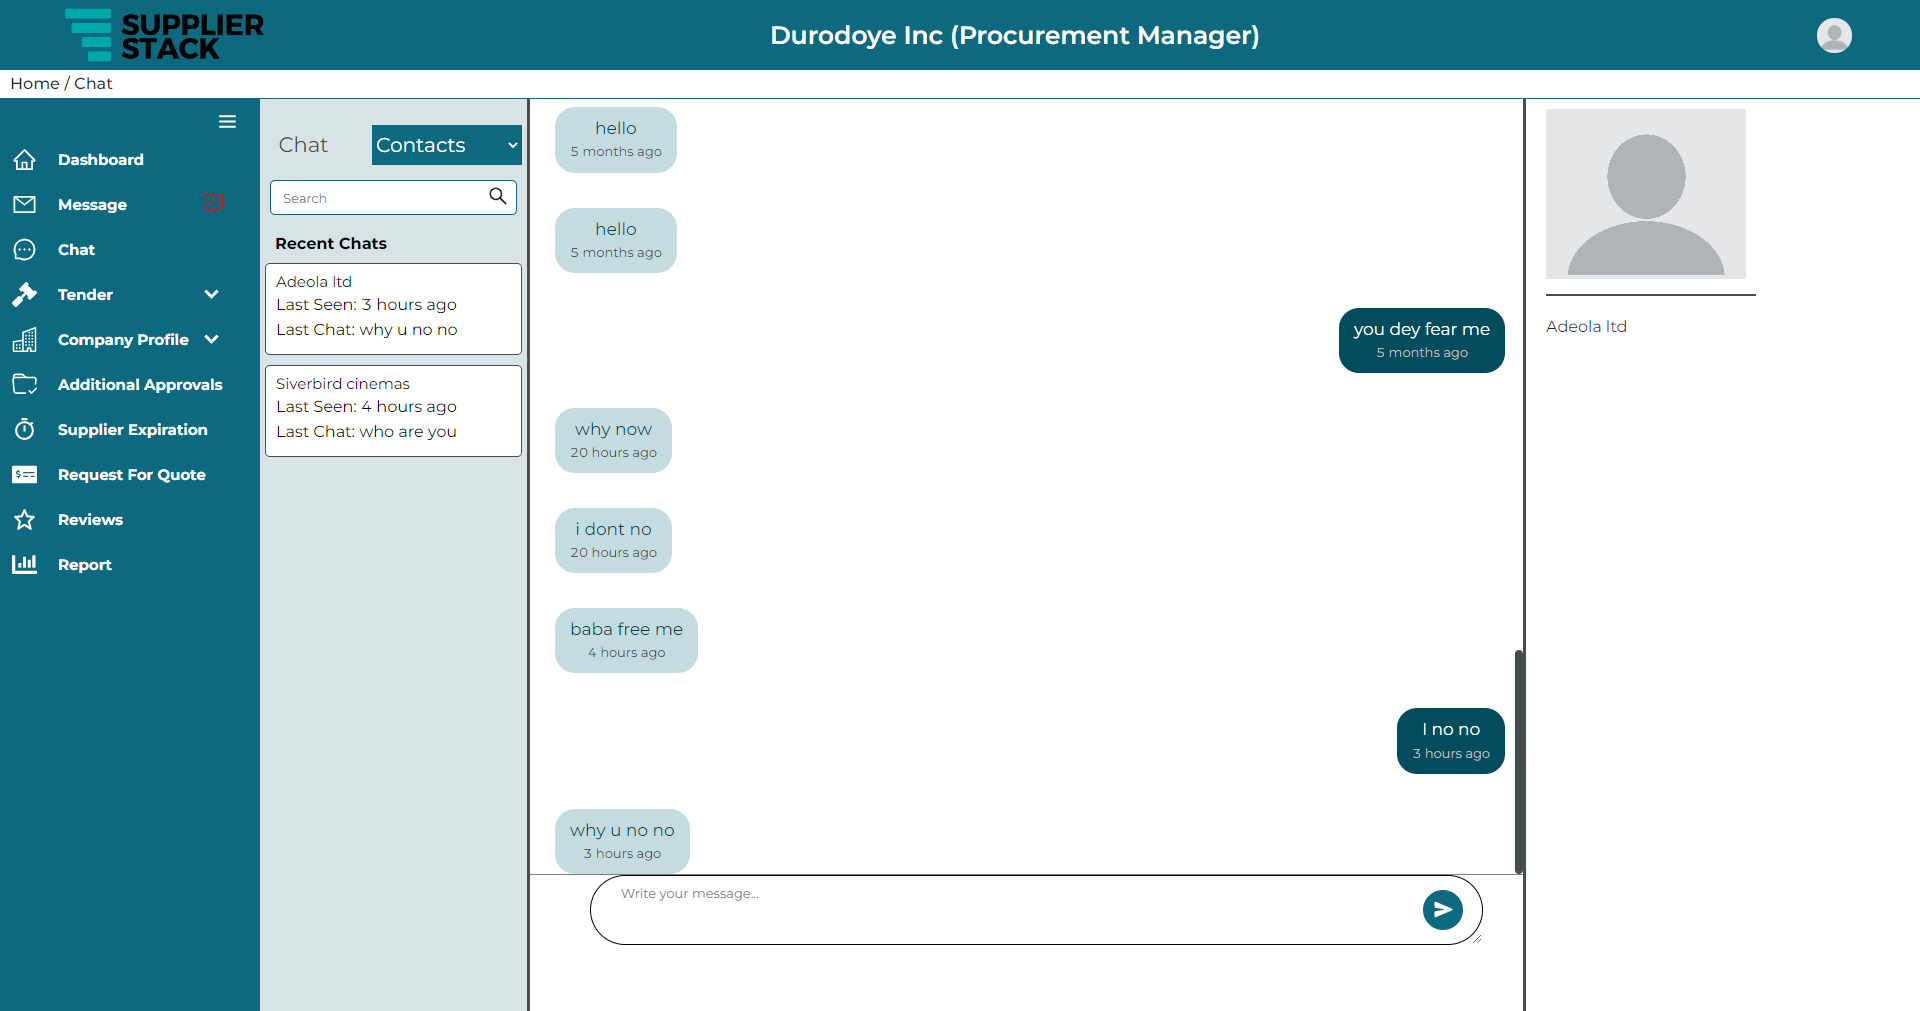 SUPPLIER
STACK
Durodoye Inc (Procurement Manager)
Home / Chat
Dashboard
Message
Chat
Tender
Company Profile
Additional Approvals
Supplier Expiration
Request For Quote
Reviews
Report
Chat
Contacts
Search
Recent Chats
Adeola ltd
Last Seen: 3 hours ago
Last Chat: why u no no
Siverbird cinemas
Last Seen: 4 hours ago
Last Chat: who are you
hello
5 months ago
hello
5 months ago
you dey fear me
5 months ago
why now
20 hours ago
i dont no
20 hours ago
baba free me
4 hours ago
I no no
3 hours ago
why u no no
3 hours ago
Write your message...
Adeola ltd